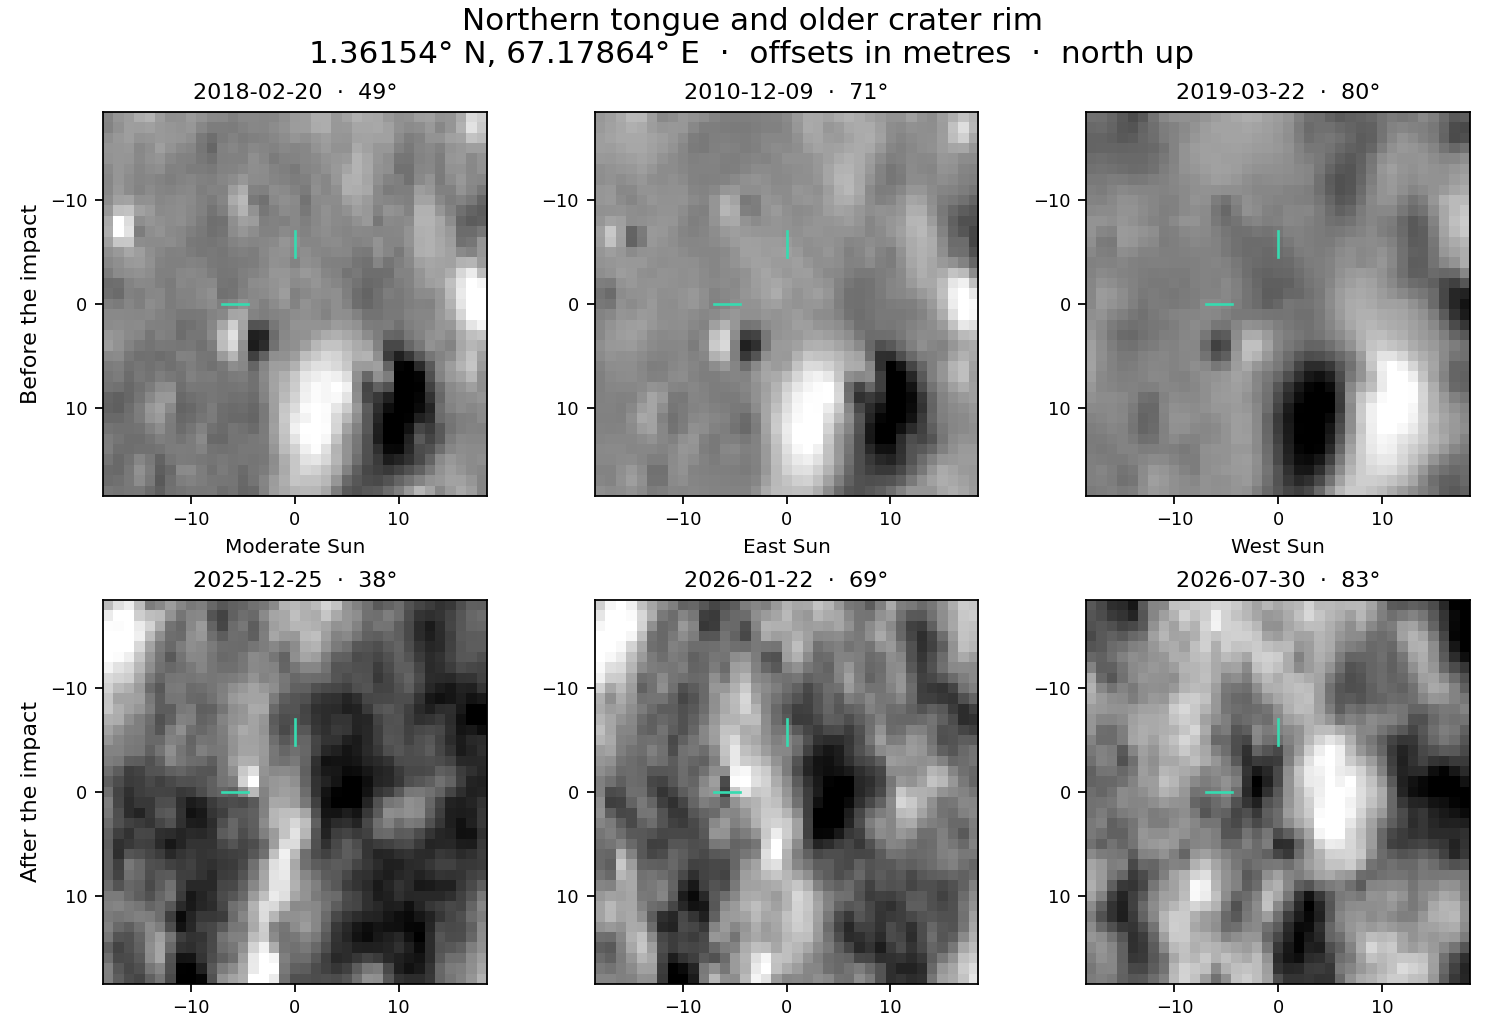 Northern tongue and older crater rim
1.36154° N, 67.17864° E · offsets in metres · north up
2018-02-20 · 49°
2010-12-09 · 71°
2019-03-22 · 80°
Before the impact
−10
0
10
−10
0
10
−10
0
10
−10
0
10
−10
0
10
−10
0
10
Moderate Sun
East Sun
West Sun
2025-12-25 · 38°
2026-01-22 · 69°
2026-07-30 · 83°
After the impact
−10
0
10
−10
0
10
−10
0
10
−10
0
10
−10
0
10
−10
0
10